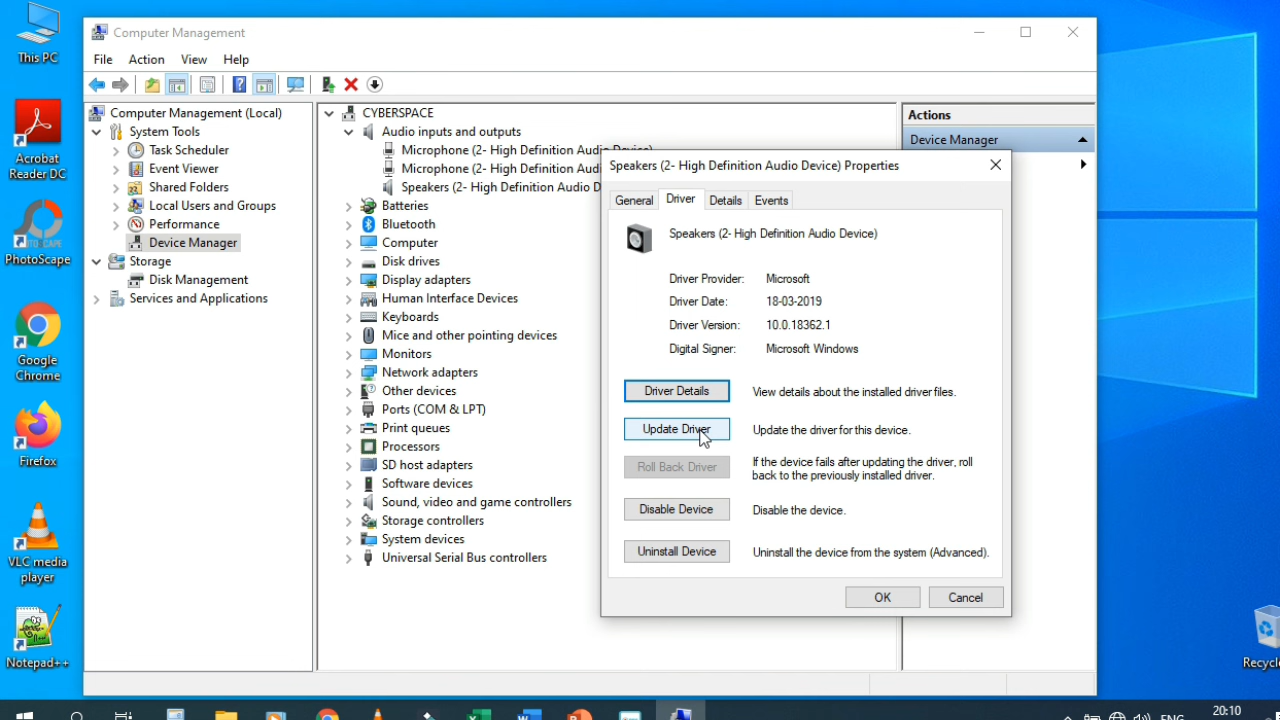 This PC
Acrobat
Reader DC
PhotoScape
Google
Chrome
Firefox
VLC media
player
Notepad++
Computer Management
File Action View Help
Computer Management (Local)
System Tools
Task Scheduler
Event Viewer
Shared Folders
Local Users and Groups
Performance
Device Manager
Storage
Disk Management
Services and Applications
CYBERSPACE
Audio inputs and outputs
Microphone (2- High Definition Audio Device)
Microphone (2- High Definition Audio
Speakers (2- High Definition Audio D
Batteries
Bluetooth
Computer
Disk drives
Display adapters
Human Interface Devices
Keyboards
Mice and other pointing devices
Monitors
Network adapters
Other devices
Ports (COM & LPT)
Print queues
Processors
SD host adapters
Software devices
Sound, video and game controllers
Storage controllers
System devices
Universal Serial Bus controllers
Actions
Device Manager
Speakers (2- High Definition Audio Device) Properties
General Driver Details Events
Speakers (2- High Definition Audio Device)
Driver Provider: Microsoft
Driver Date: 18-03-2019
Driver Version: 10.0.18362.1
Digital Signer: Microsoft Windows
Driver Details View details about the installed driver files.
Update Driver Update the driver for this device.
Roll Back Driver If the device fails after updating the driver, roll
back to the previously installed driver.
Disable Device Disable the device.
Uninstall Device Uninstall the device from the system (Advanced).
OK Cancel
Recycl
ENG
20:10